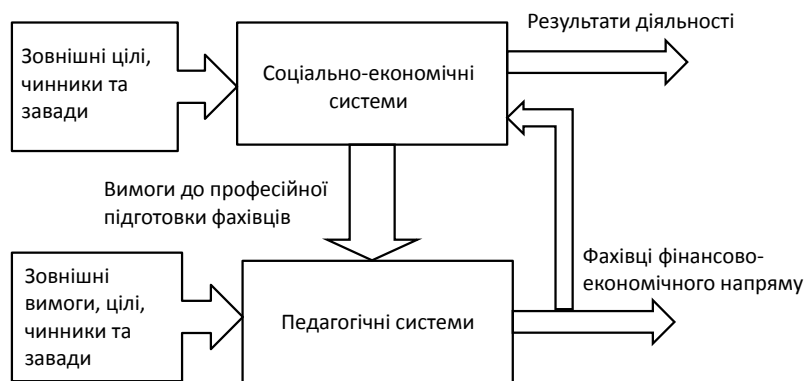 Результати діяльності
Зовнішні цілі,
чинники та
завади
Соціально-економічні
системи
Вимоги до професійної
підготовки фахівців
Фахівці фінансово-
економічного напряму
Зовнішні
вимоги, цілі,
чинники та
завади
Педагогічні системи